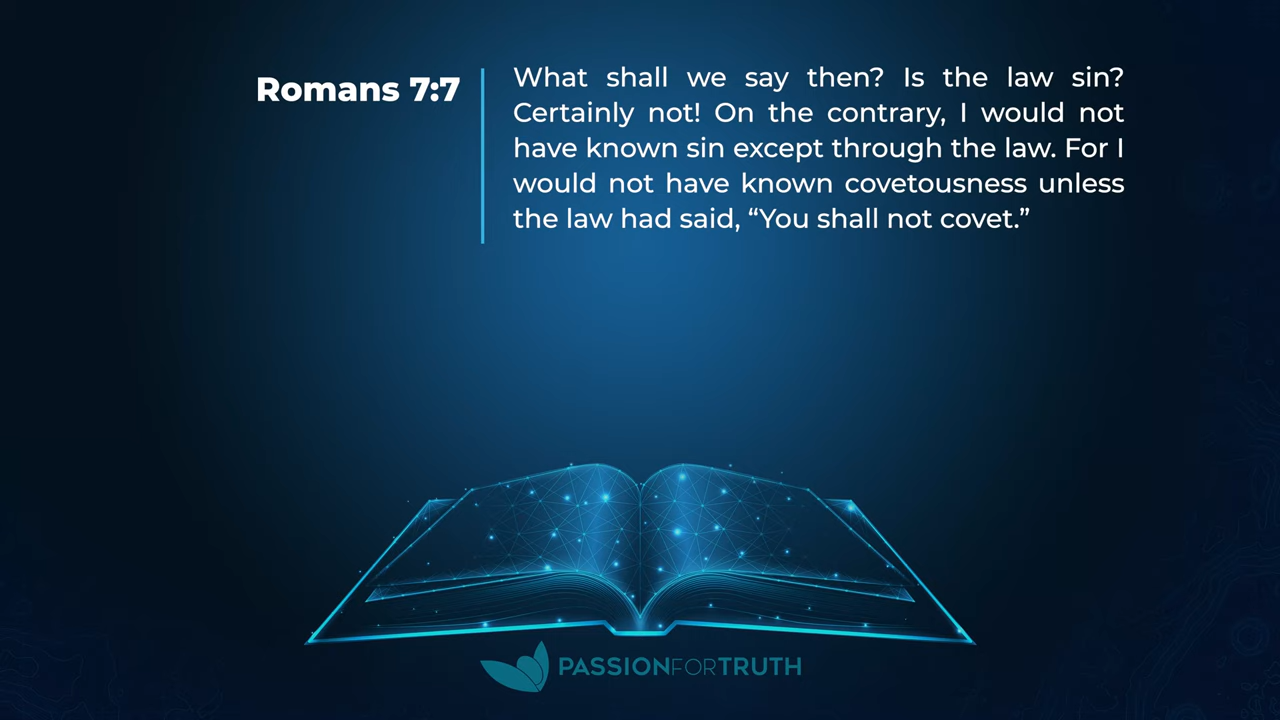 Romans 7:7
What shall we say then? Is the law sin?
Certainly not! On the contrary, I would not
have known sin except through the law. For I
would not have known covetousness unless
the law had said, “You shall not covet.”
PASSIONFORTRUTH